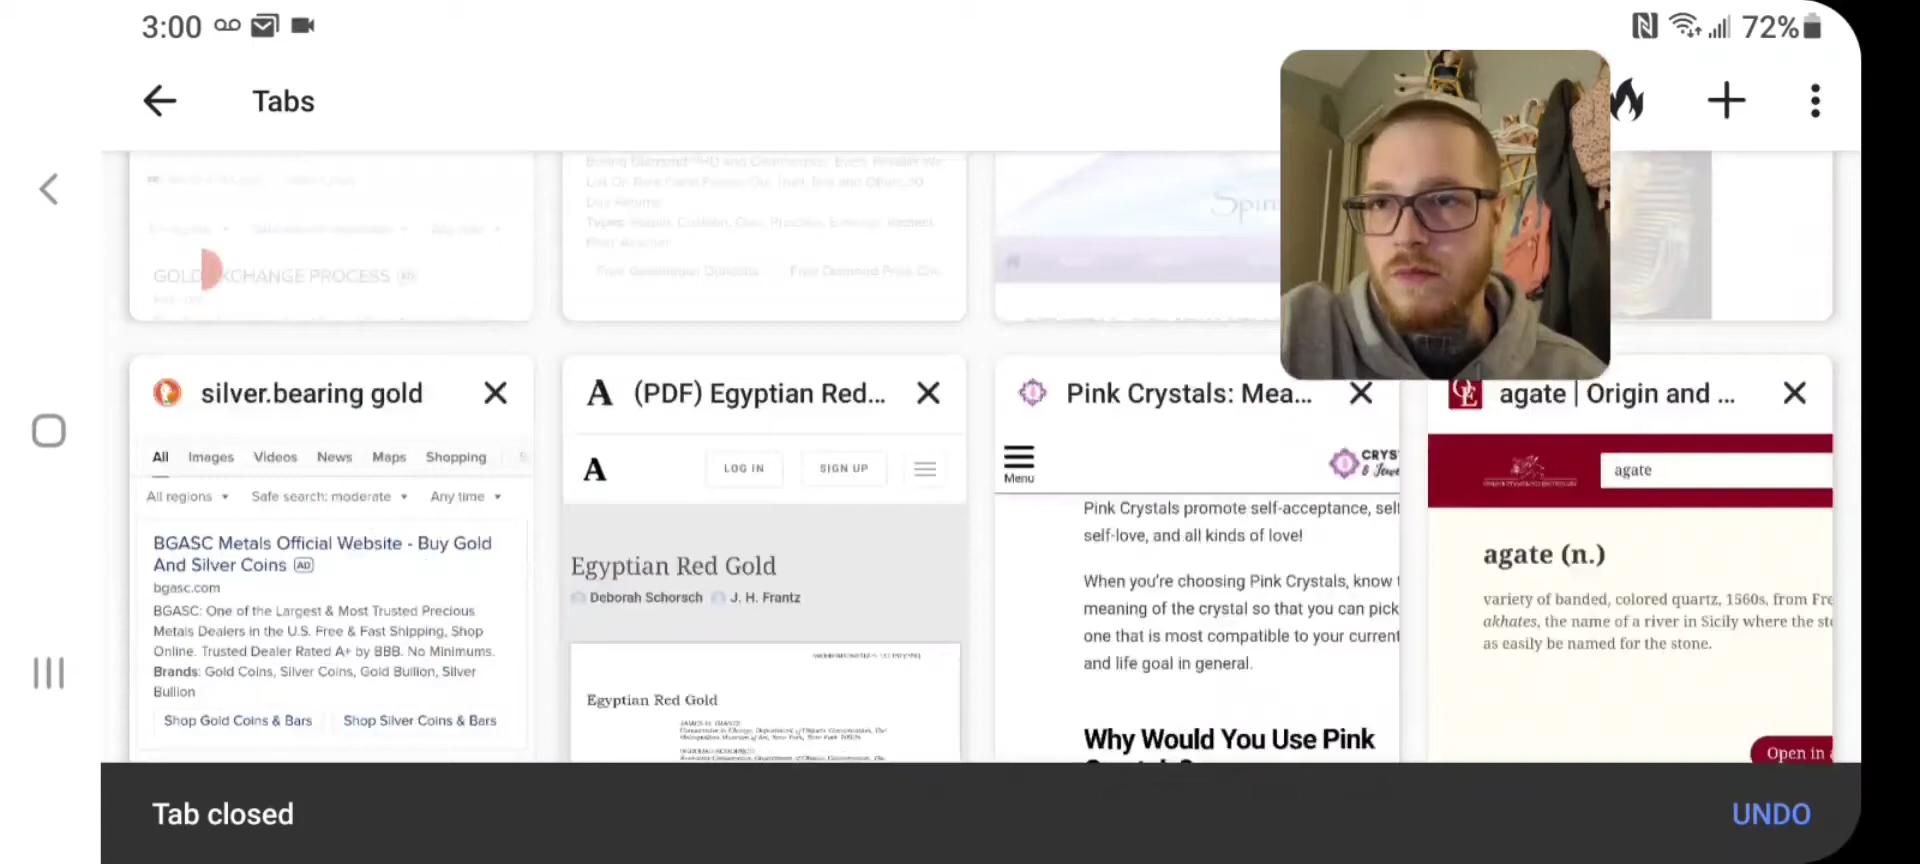 3:00
72%
Tabs
GOLD XCHANGE PROCESS AD
Spiri
silver.bearing gold
All Images Videos News Maps Shopping S
All regions Safe search: moderate Any time
BGASC Metals Official Website - Buy Gold
And Silver Coins AD
bgasc.com
BGASC: One of the Largest & Most Trusted Precious
Metals Dealers in the U.S. Free & Fast Shipping, Shop
Online. Trusted Dealer Rated A+ by BBB. No Minimums.
Brands: Gold Coins, Silver Coins, Gold Bullion, Silver
Bullion
Shop Gold Coins & Bars Shop Silver Coins & Bars
A (PDF) Egyptian Red...
A LOG IN SIGN UP
Egyptian Red Gold
Deborah Schorsch J. H. Frantz
Egyptian Red Gold
Pink Crystals: Mea...
Menu
CRYS
& Jewe
Pink Crystals promote self-acceptance, self
self-love, and all kinds of love!
When you're choosing Pink Crystals, know t
meaning of the crystal so that you can pick
one that is most compatible to your current
and life goal in general.
Why Would You Use Pink
OE agate | Origin and ...
agate
agate (n.)
variety of banded, colored quartz, 1560s, from Fre
akhates, the name of a river in Sicily where the sto
as easily be named for the stone.
Open in a
Tab closed
UNDO